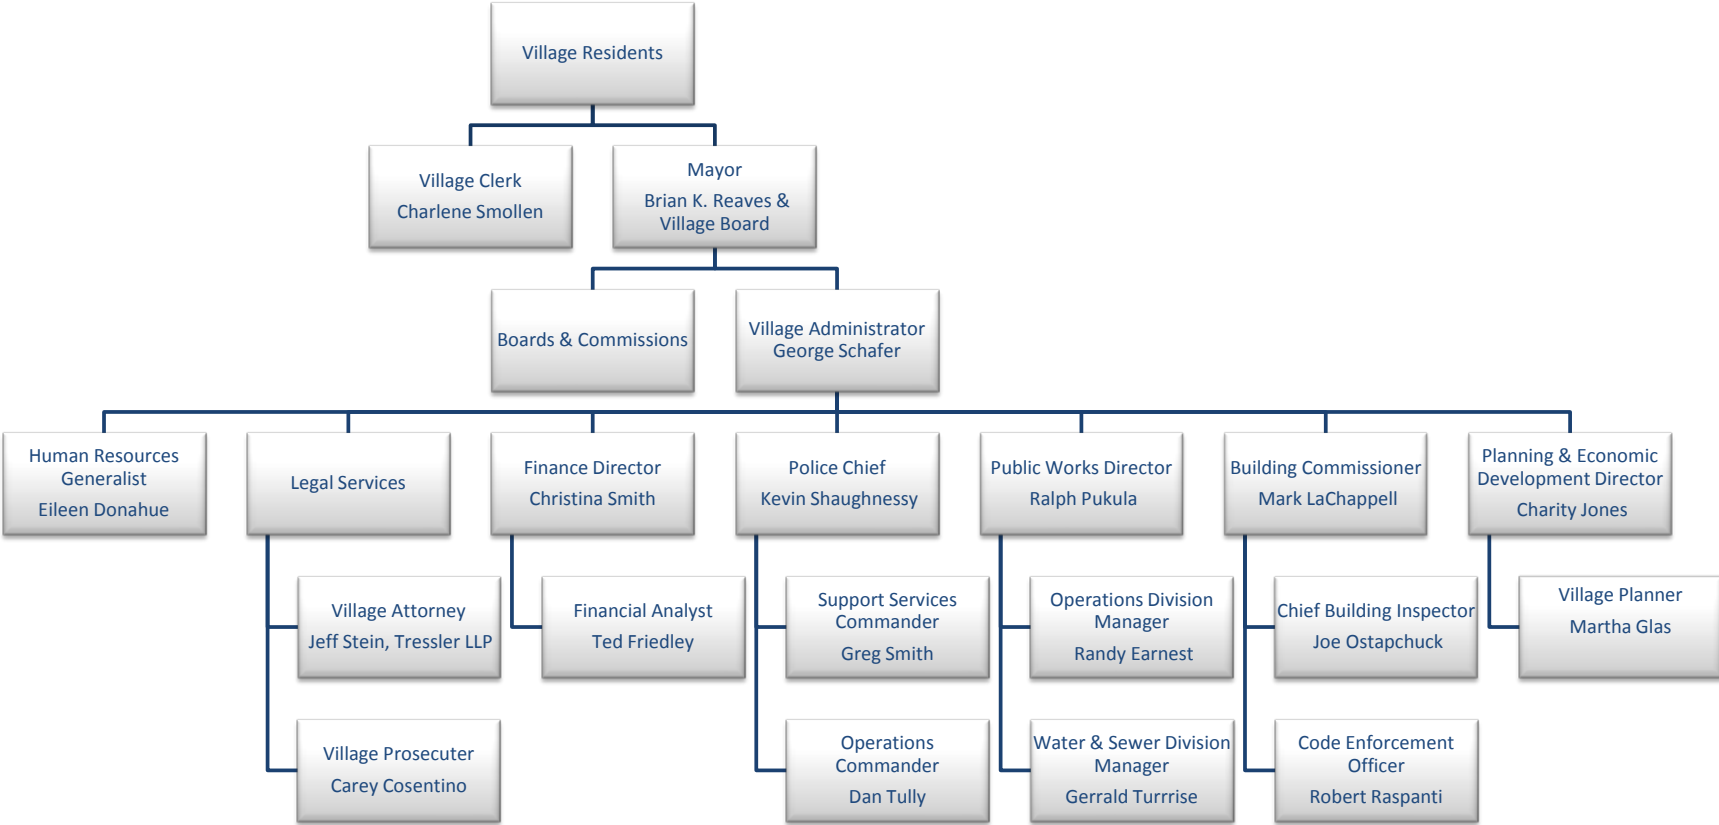 Village Residents
Village Clerk
Charlene Smollen
Mayor
Brian K. Reaves &
Village Board
Boards & Commissions
Village Administrator
George Schafer
Human Resources
Generalist
Eileen Donahue
Legal Services
Finance Director
Christina Smith
Police Chief
Kevin Shaughnessy
Public Works Director
Ralph Pukula
Building Commissioner
Mark LaChappell
Planning & Economic
Development Director
Charity Jones
Village Attorney
Jeff Stein, Tressler LLP
Financial Analyst
Ted Friedley
Support Services
Commander
Greg Smith
Operations Division
Manager
Randy Earnest
Chief Building Inspector
Joe Ostapchuck
Village Planner
Martha Glas
Village Prosecuter
Carey Cosentino
Operations
Commander
Dan Tully
Water & Sewer Division
Manager
Gerrald Turrrise
Code Enforcement
Officer
Robert Raspanti